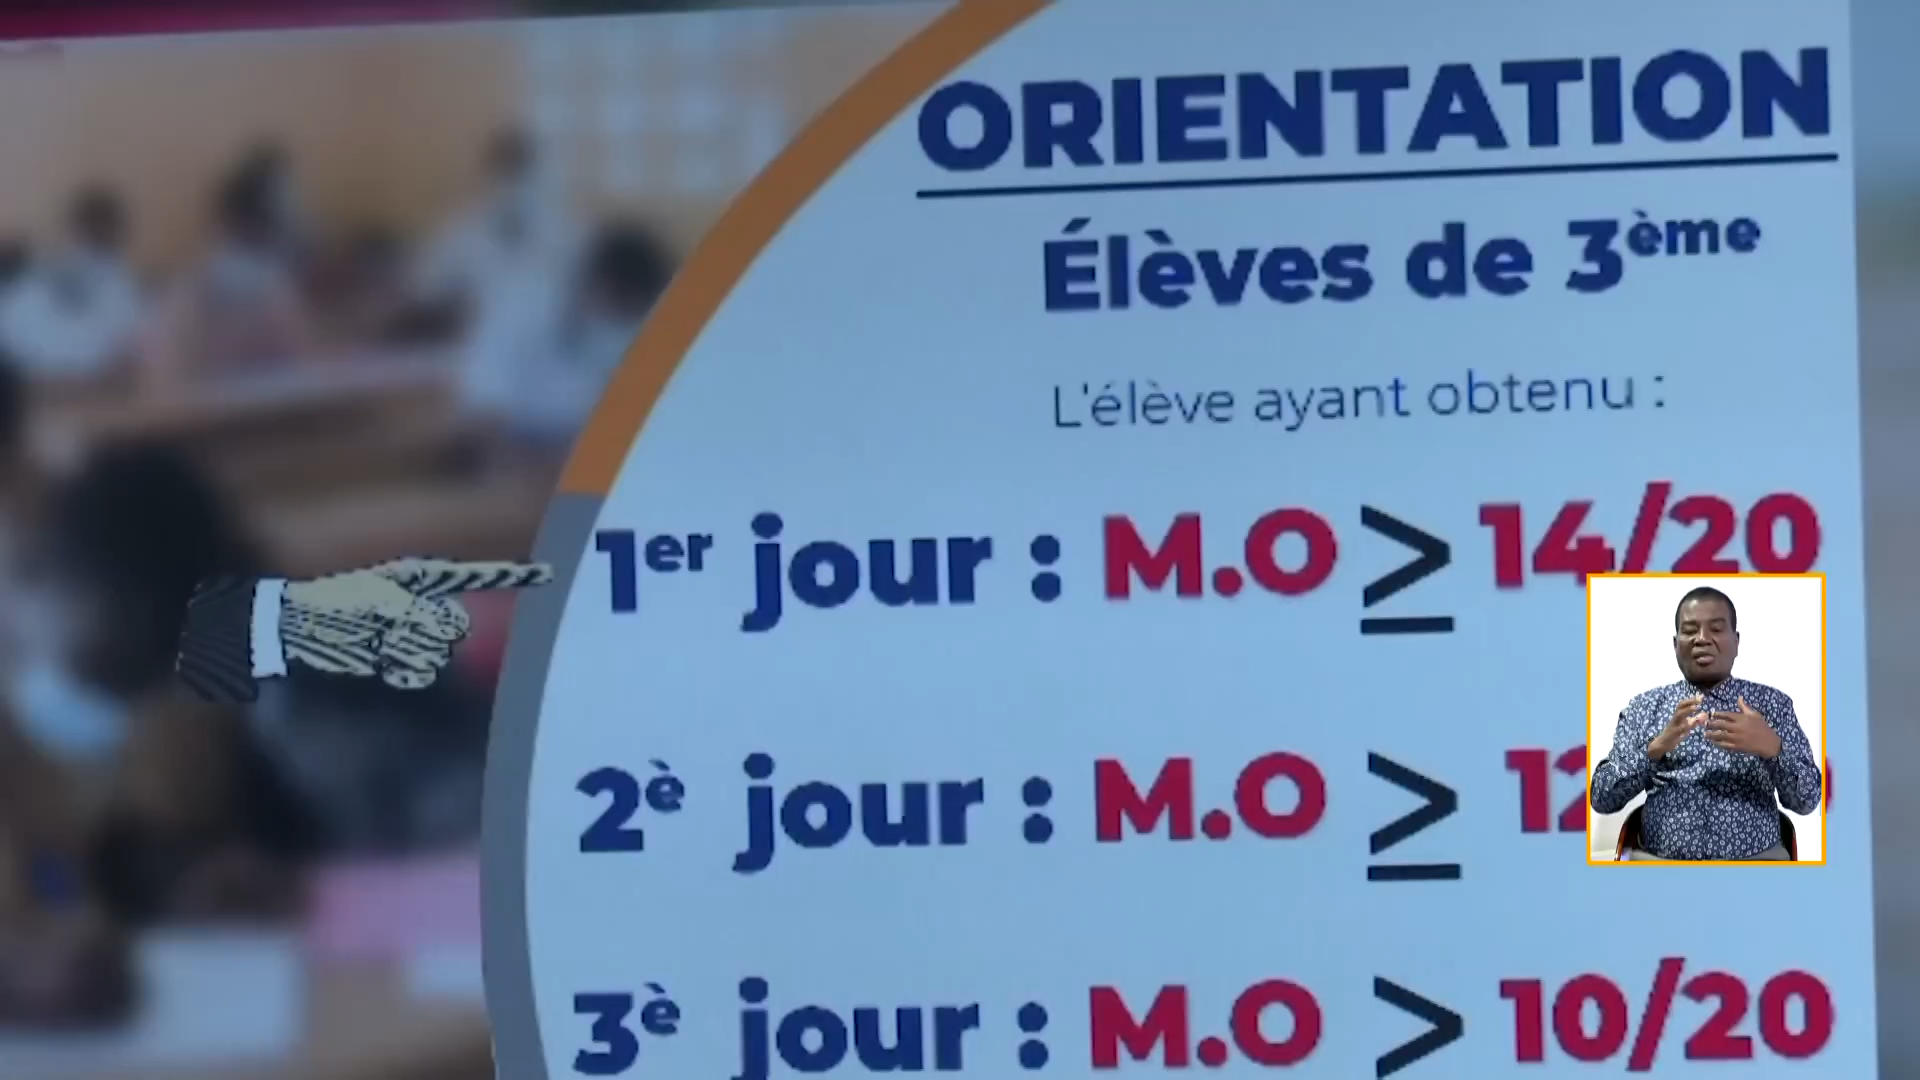 ORIENTATION
Élèves de 3ème
L'élève ayant obtenu :
1er jour : M.O ≥ 14/20
2è jour : M.O ≥
3è jour : M.O > 10/20